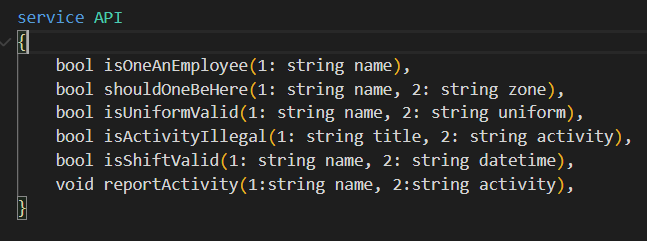 service API
{
    bool isOneAnEmployee(1: string name),
    bool shouldOneBeHere(1: string name, 2: string zone),
    bool isUniformValid(1: string name, 2: string uniform),
    bool isActivityIllegal(1: string title, 2: string activity),
    bool isShiftValid(1: string name, 2: string datetime),
    void reportActivity(1:string name, 2:string activity),
}